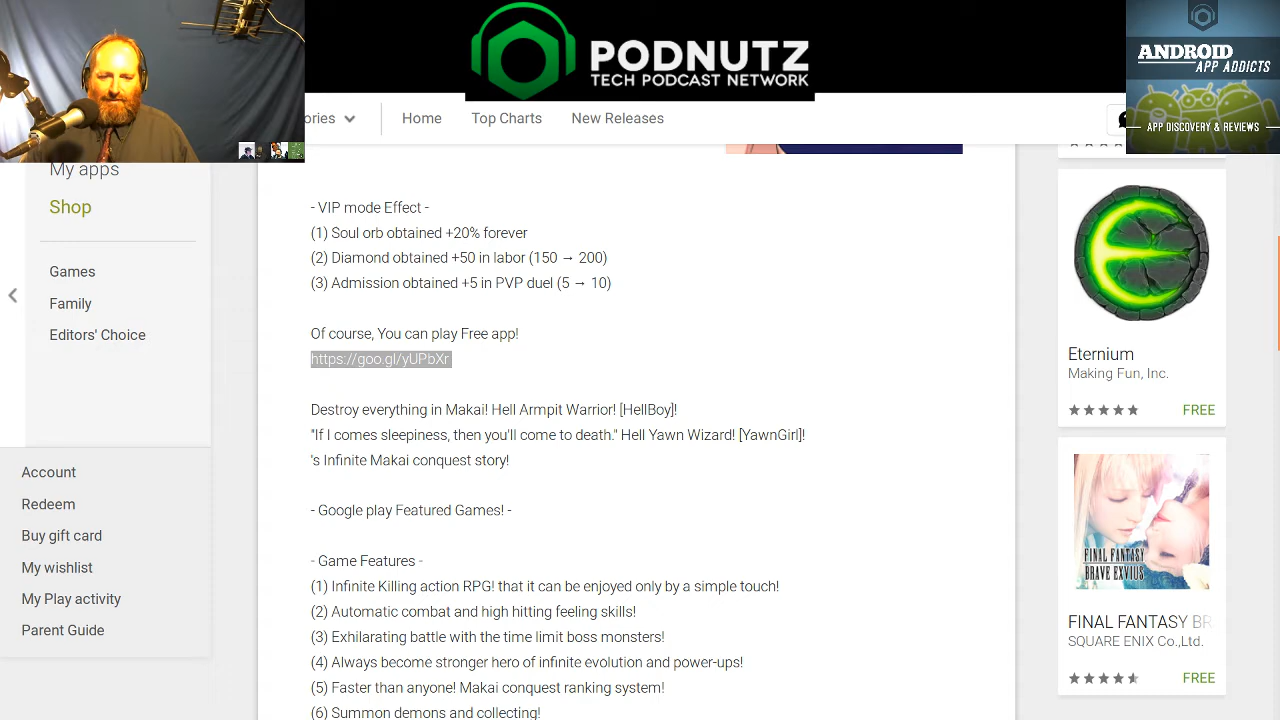 PODNUTZ
TECH PODCAST NETWORK
ANDROID
APP ADDICTS
APP DISCOVERY & REVIEWS
ories
Home
Top Charts
New Releases
My apps
Shop
Games
Family
Editors' Choice
Account
Redeem
Buy gift card
My wishlist
My Play activity
Parent Guide
- VIP mode Effect -
(1) Soul orb obtained +20% forever
(2) Diamond obtained +50 in labor (150 → 200)
(3) Admission obtained +5 in PVP duel (5 → 10)
Of course, You can play Free app!
https://goo.gl/yUPbXr
Destroy everything in Makai! Hell Armpit Warrior! [HellBoy]!
"If I comes sleepiness, then you'll come to death." Hell Yawn Wizard! [YawnGirl]!
's Infinite Makai conquest story!
- Google play Featured Games! -
- Game Features -
(1) Infinite Killing action RPG! that it can be enjoyed only by a simple touch!
(2) Automatic combat and high hitting feeling skills!
(3) Exhilarating battle with the time limit boss monsters!
(4) Always become stronger hero of infinite evolution and power-ups!
(5) Faster than anyone! Makai conquest ranking system!
(6) Summon demons and collecting!
Eternium
Making Fun, Inc.
FREE
FINAL FANTASY
BRAVE EXVIUS
FINAL FANTASY BR
SQUARE ENIX Co.,Ltd.
FREE